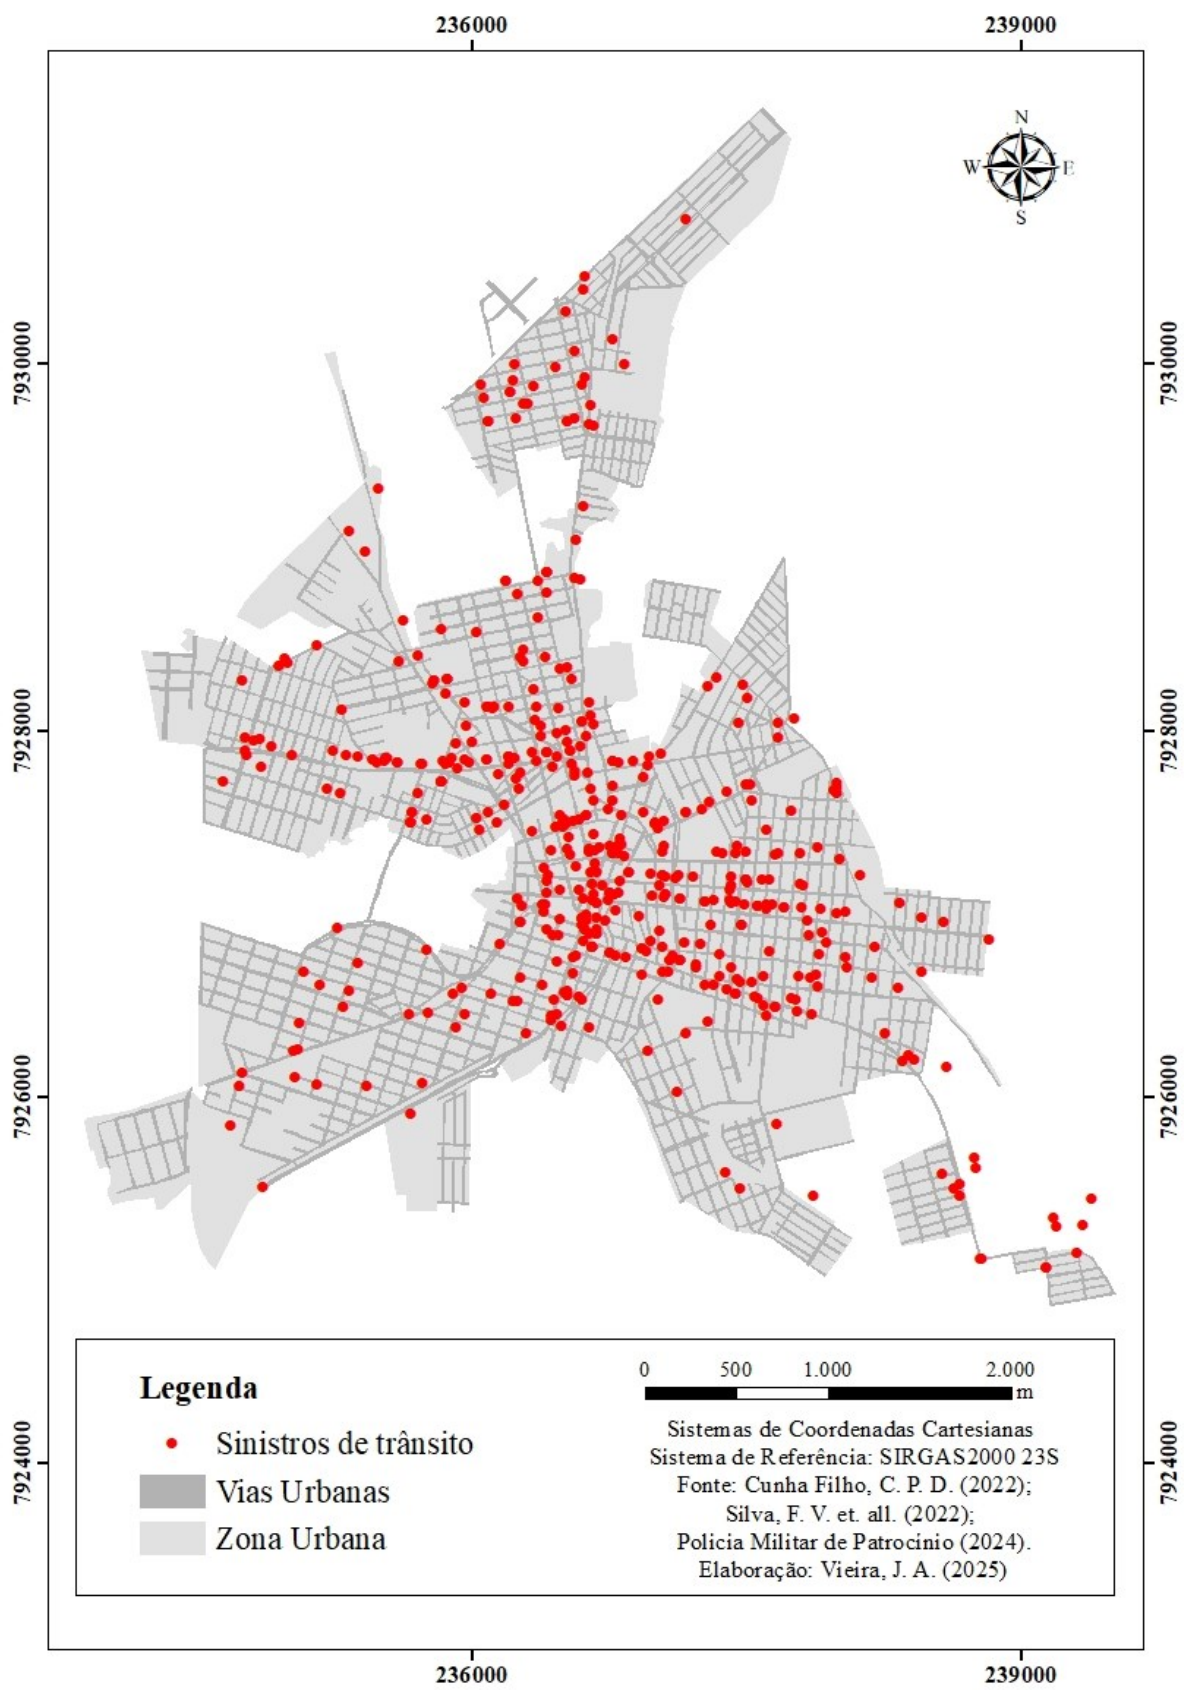 236000 239000
N
W E
S
7930000 7930000
7928000 7928000
7926000 7926000
7924000 7924000
Legenda
Sinistros de trânsito
Vias Urbanas
Zona Urbana
0 500 1.000 2.000
m
Sistemas de Coordenadas Cartesianas
Sistema de Referência: SIRGAS2000 23S
Fonte: Cunha Filho, C. P. D. (2022);
Silva, F. V. et. all. (2022);
Policia Militar de Patrocínio (2024).
Elaboração: Vieira, J. A. (2025)
236000 239000